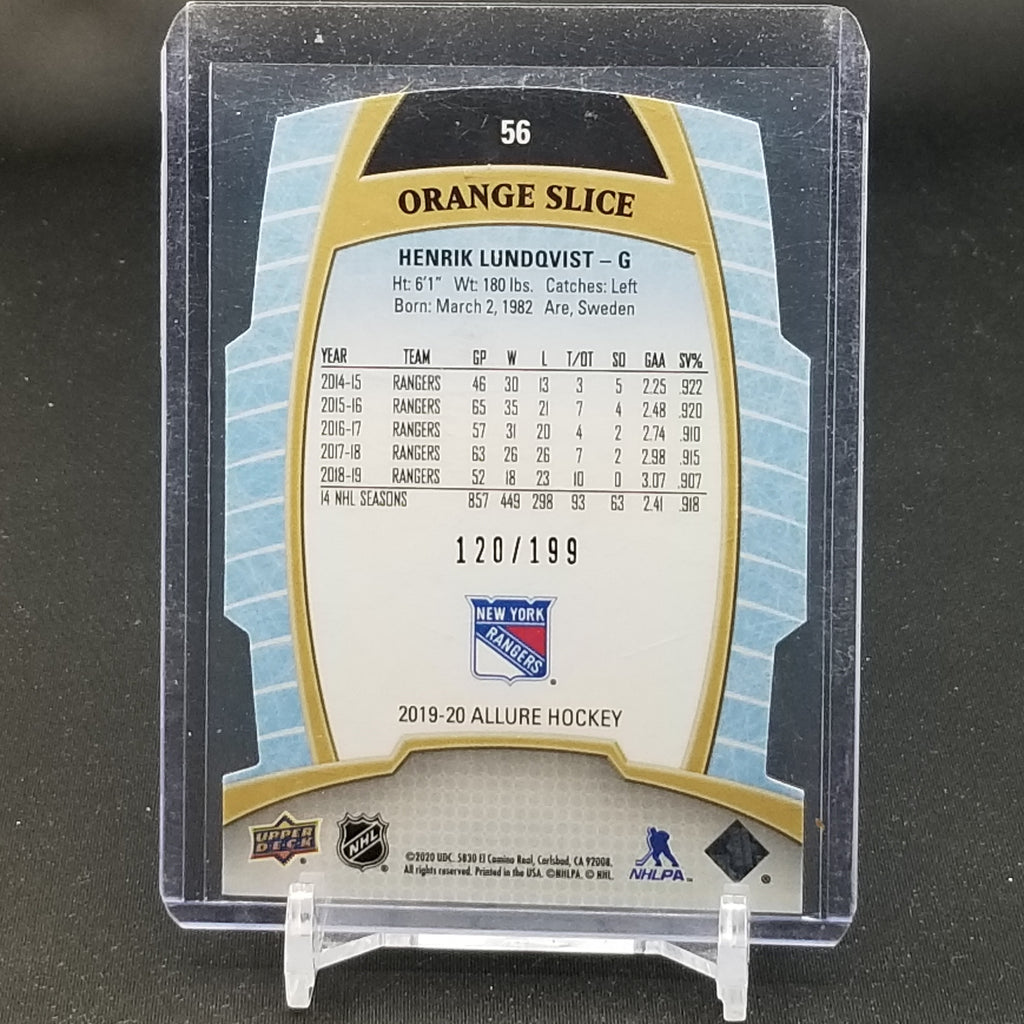 56
ORANGE SLICE
HENRIK LUNDQVIST – G
Ht: 6'1" Wt: 180 lbs. Catches: Left
Born: March 2, 1982 Are, Sweden
YEAR TEAM GP W L T/OT SO GAA SV%
2014-15 RANGERS 46 30 13 3 5 2.25 .922
2015-16 RANGERS 65 35 21 7 4 2.48 .920
2016-17 RANGERS 57 31 20 4 2 2.74 .910
2017-18 RANGERS 63 26 26 7 2 2.98 .915
2018-19 RANGERS 52 18 23 10 0 3.07 .907
14 NHL SEASONS 857 449 298 93 63 2.41 .918
120/199
NEW YORK
RANGERS
2019-20 ALLURE HOCKEY
UPPER
DECK
NHL
©2020 UDC. 5830 El Camino Real, Carlsbad, CA 92008.
All rights reserved. Printed in the USA. ©NHLPA. © NHL.
NHLPA™